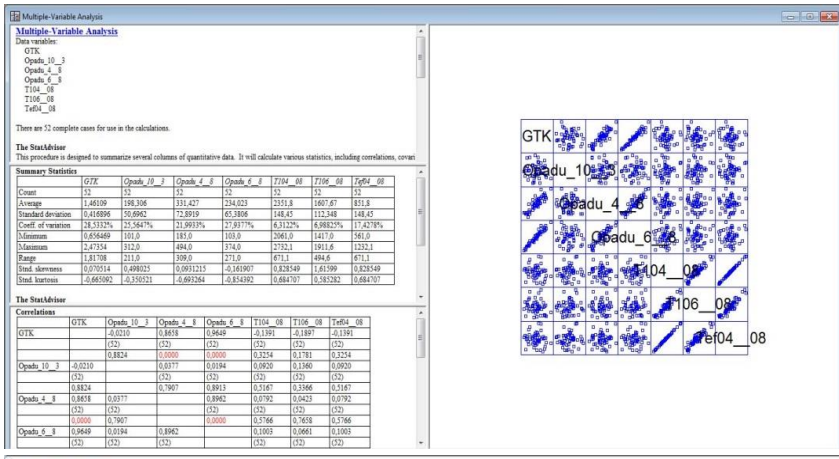 Multiple-Variable Analysis
Multiple-Variable Analysis
Data variables:
GTK
Opadu_10__3
Opadu_4__8
Opadu_6__8
T104__08
T106__08
Tef04__08
There are 52 complete cases for use in the calculations.
The StatAdvisor
This procedure is designed to summarize several columns of quantitative data. It will calculate various statistics, including correlations, covari
Summary Statistics
GTK Opadu_10__3 Opadu_4__8 Opadu_6__8 T104__08 T106__08 Tef04__08
Count 52 52 52 52 52 52 52
Average 1,46109 198,306 331,427 234,023 2351,8 1607,67 851,8
Standard deviation 0,416896 50,6962 72,8919 65,3806 148,45 112,348 148,45
Coeff. of variation 28,5332% 25,5647% 21,9933% 27,9377% 6,3122% 6,98825% 17,4278%
Minimum 0,656469 101,0 185,0 103,0 2061,0 1417,0 561,0
Maximum 2,47354 312,0 494,0 374,0 2732,1 1911,6 1232,1
Range 1,81708 211,0 309,0 271,0 671,1 494,6 671,1
Stnd. skewness 0,070514 0,498025 0,0931215 -0,161907 0,828549 1,61599 0,828549
Stnd. kurtosis -0,665092 -0,350521 -0,693264 -0,854392 0,684707 0,585282 0,684707
The StatAdvisor
Correlations
GTK Opadu_10__3 Opadu_4__8 Opadu_6__8 T104__08 T106__08 Tef04__08
GTK -0,0210 0,8658 0,9649 -0,1391 -0,1897 -0,1391
(52) (52) (52) (52) (52) (52)
0,8824 0,0000 0,0000 0,3254 0,1781 0,3254
Opadu_10__3 -0,0210 0,0377 0,0194 0,0920 0,1360 0,0920
(52) (52) (52) (52) (52) (52)
0,8824 0,7907 0,8913 0,5167 0,3366 0,5167
Opadu_4__8 0,8658 0,0377 0,8962 0,0792 0,0423 0,0792
(52) (52) (52) (52) (52) (52)
0,0000 0,7907 0,0000 0,5766 0,7658 0,5766
Opadu_6__8 0,9649 0,0194 0,8962 0,1003 0,0661 0,1003
(52) (52) (52) (52) (52) (52)
GTK
Opadu_10__3
Opadu_4__8
Opadu_6__8
T104__08
T106__08
Tef04__08